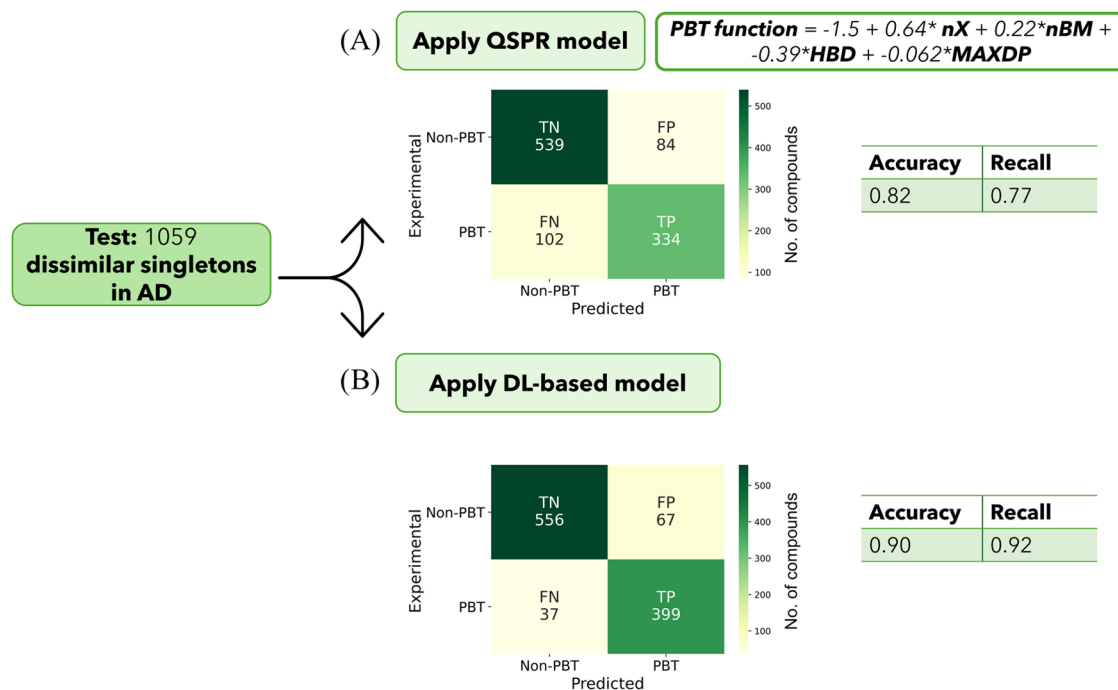 (A)
Apply QSPR model
PBT function = -1.5 + 0.64* nX + 0.22*nBM +
-0.39*HBD + -0.062*MAXDP
Test: 1059
dissimilar singletons
in AD
Experimental
Non-PBT
PBT
TN
539
FP
84
FN
102
TP
334
Non-PBT
PBT
Predicted
500
400
300
200
100
No. of compounds
Accuracy Recall
0.82 0.77
(B)
Apply DL-based model
Experimental
Non-PBT
PBT
TN
556
FP
67
FN
37
TP
399
Non-PBT
PBT
Predicted
500
400
300
200
100
No. of compounds
Accuracy Recall
0.90 0.92